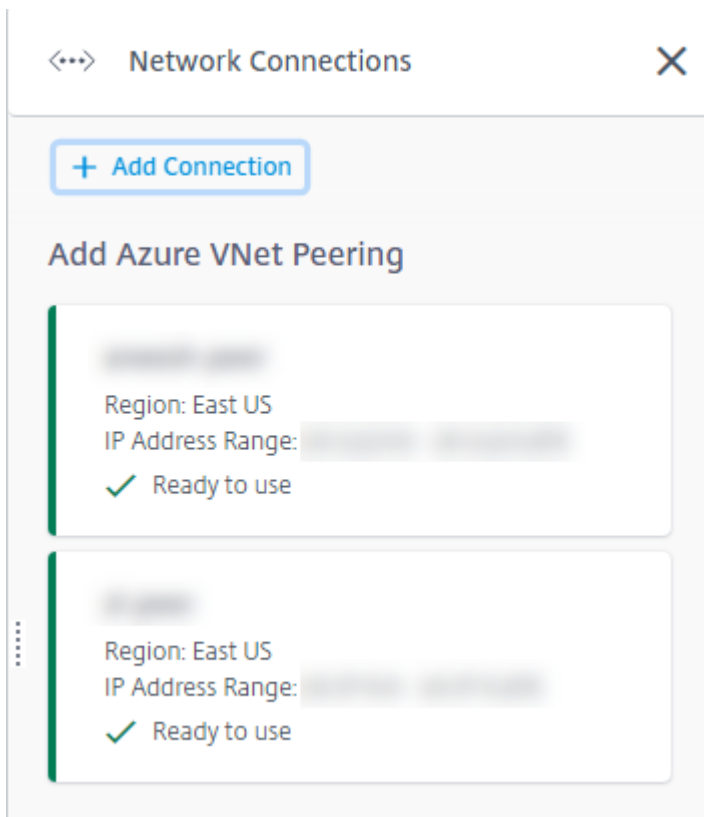 Network Connections
+ Add Connection
Add Azure VNet Peering
Region: East US
IP Address Range:
Ready to use
Region: East US
IP Address Range:
Ready to use